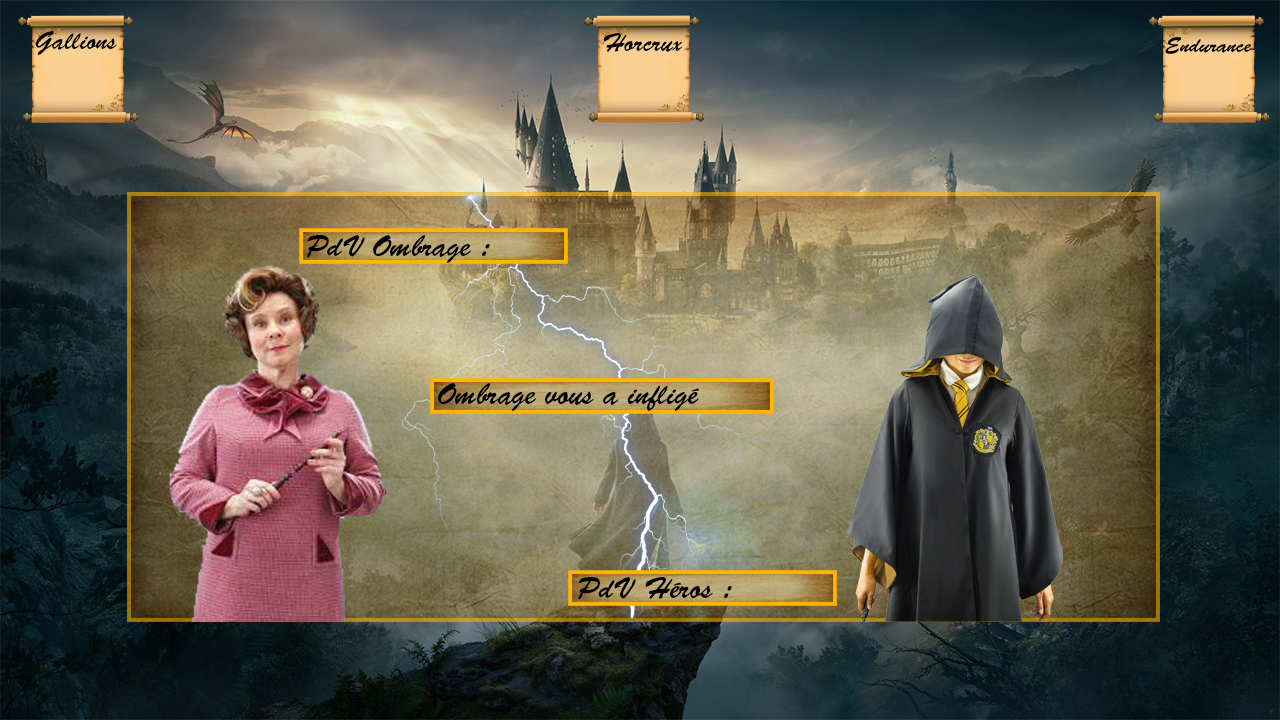 Gallions
Horcrux
Endurance
PdV Ombrage :
Ombrage vous a infligé
PdV Héros :